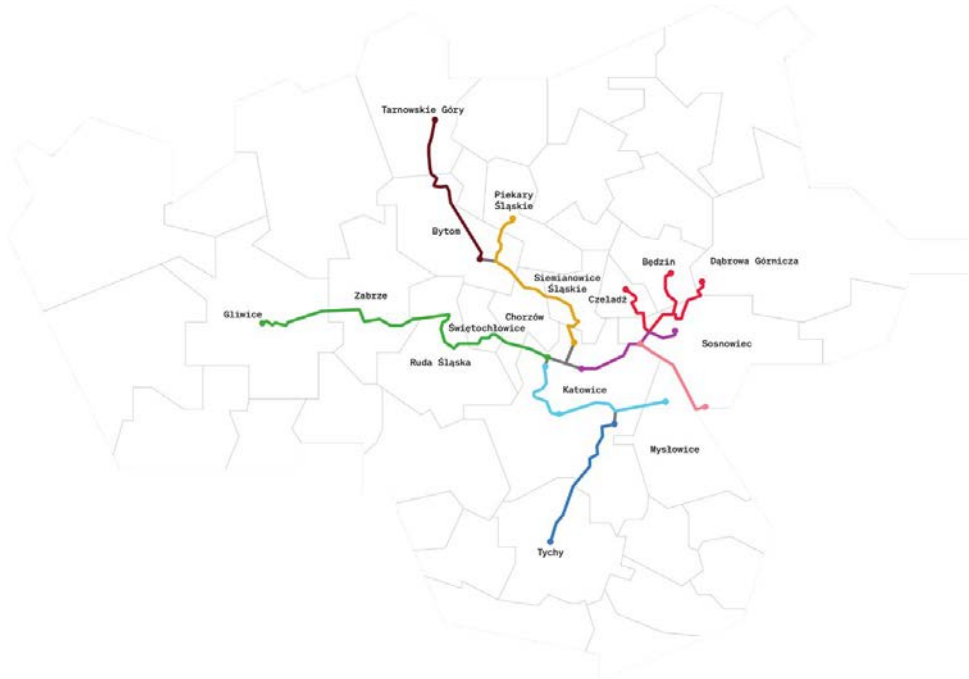 Tarnowskie Góry
Piekary
Śląskie
Bytom
Będzin
Dąbrowa Górnicza
Siemianowice
Śląskie
Czeladź
Zabrze
Gliwice
Chorzów
Świętochłowice
Sosnowiec
Ruda Śląska
Katowice
Mysłowice
Tychy